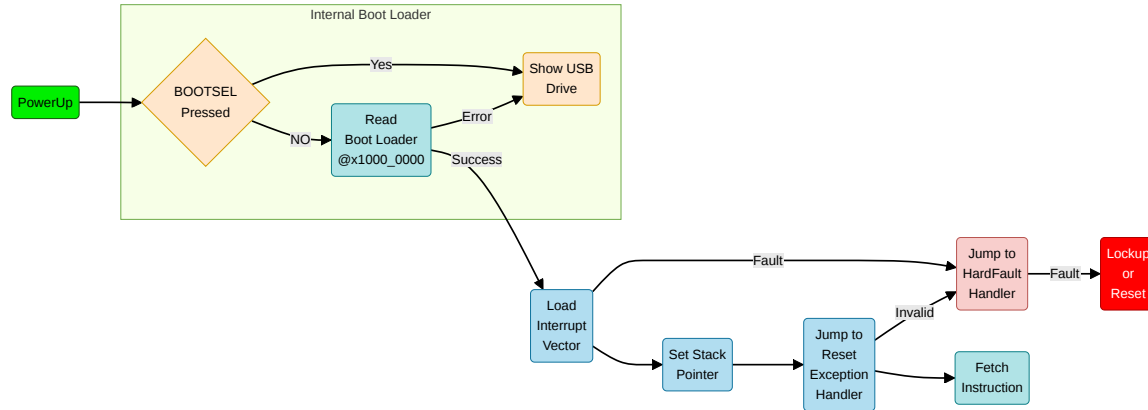 Internal Boot Loader
PowerUp
BOOTSEL
Pressed
Yes
NO
Read
Boot Loader
@x1000_0000
Error
Success
Show USB
Drive
Load
Interrupt
Vector
Fault
Set Stack
Pointer
Jump to
Reset
Exception
Handler
Invalid
Jump to
HardFault
Handler
Fault
Lockup
or
Reset
Fetch
Instruction